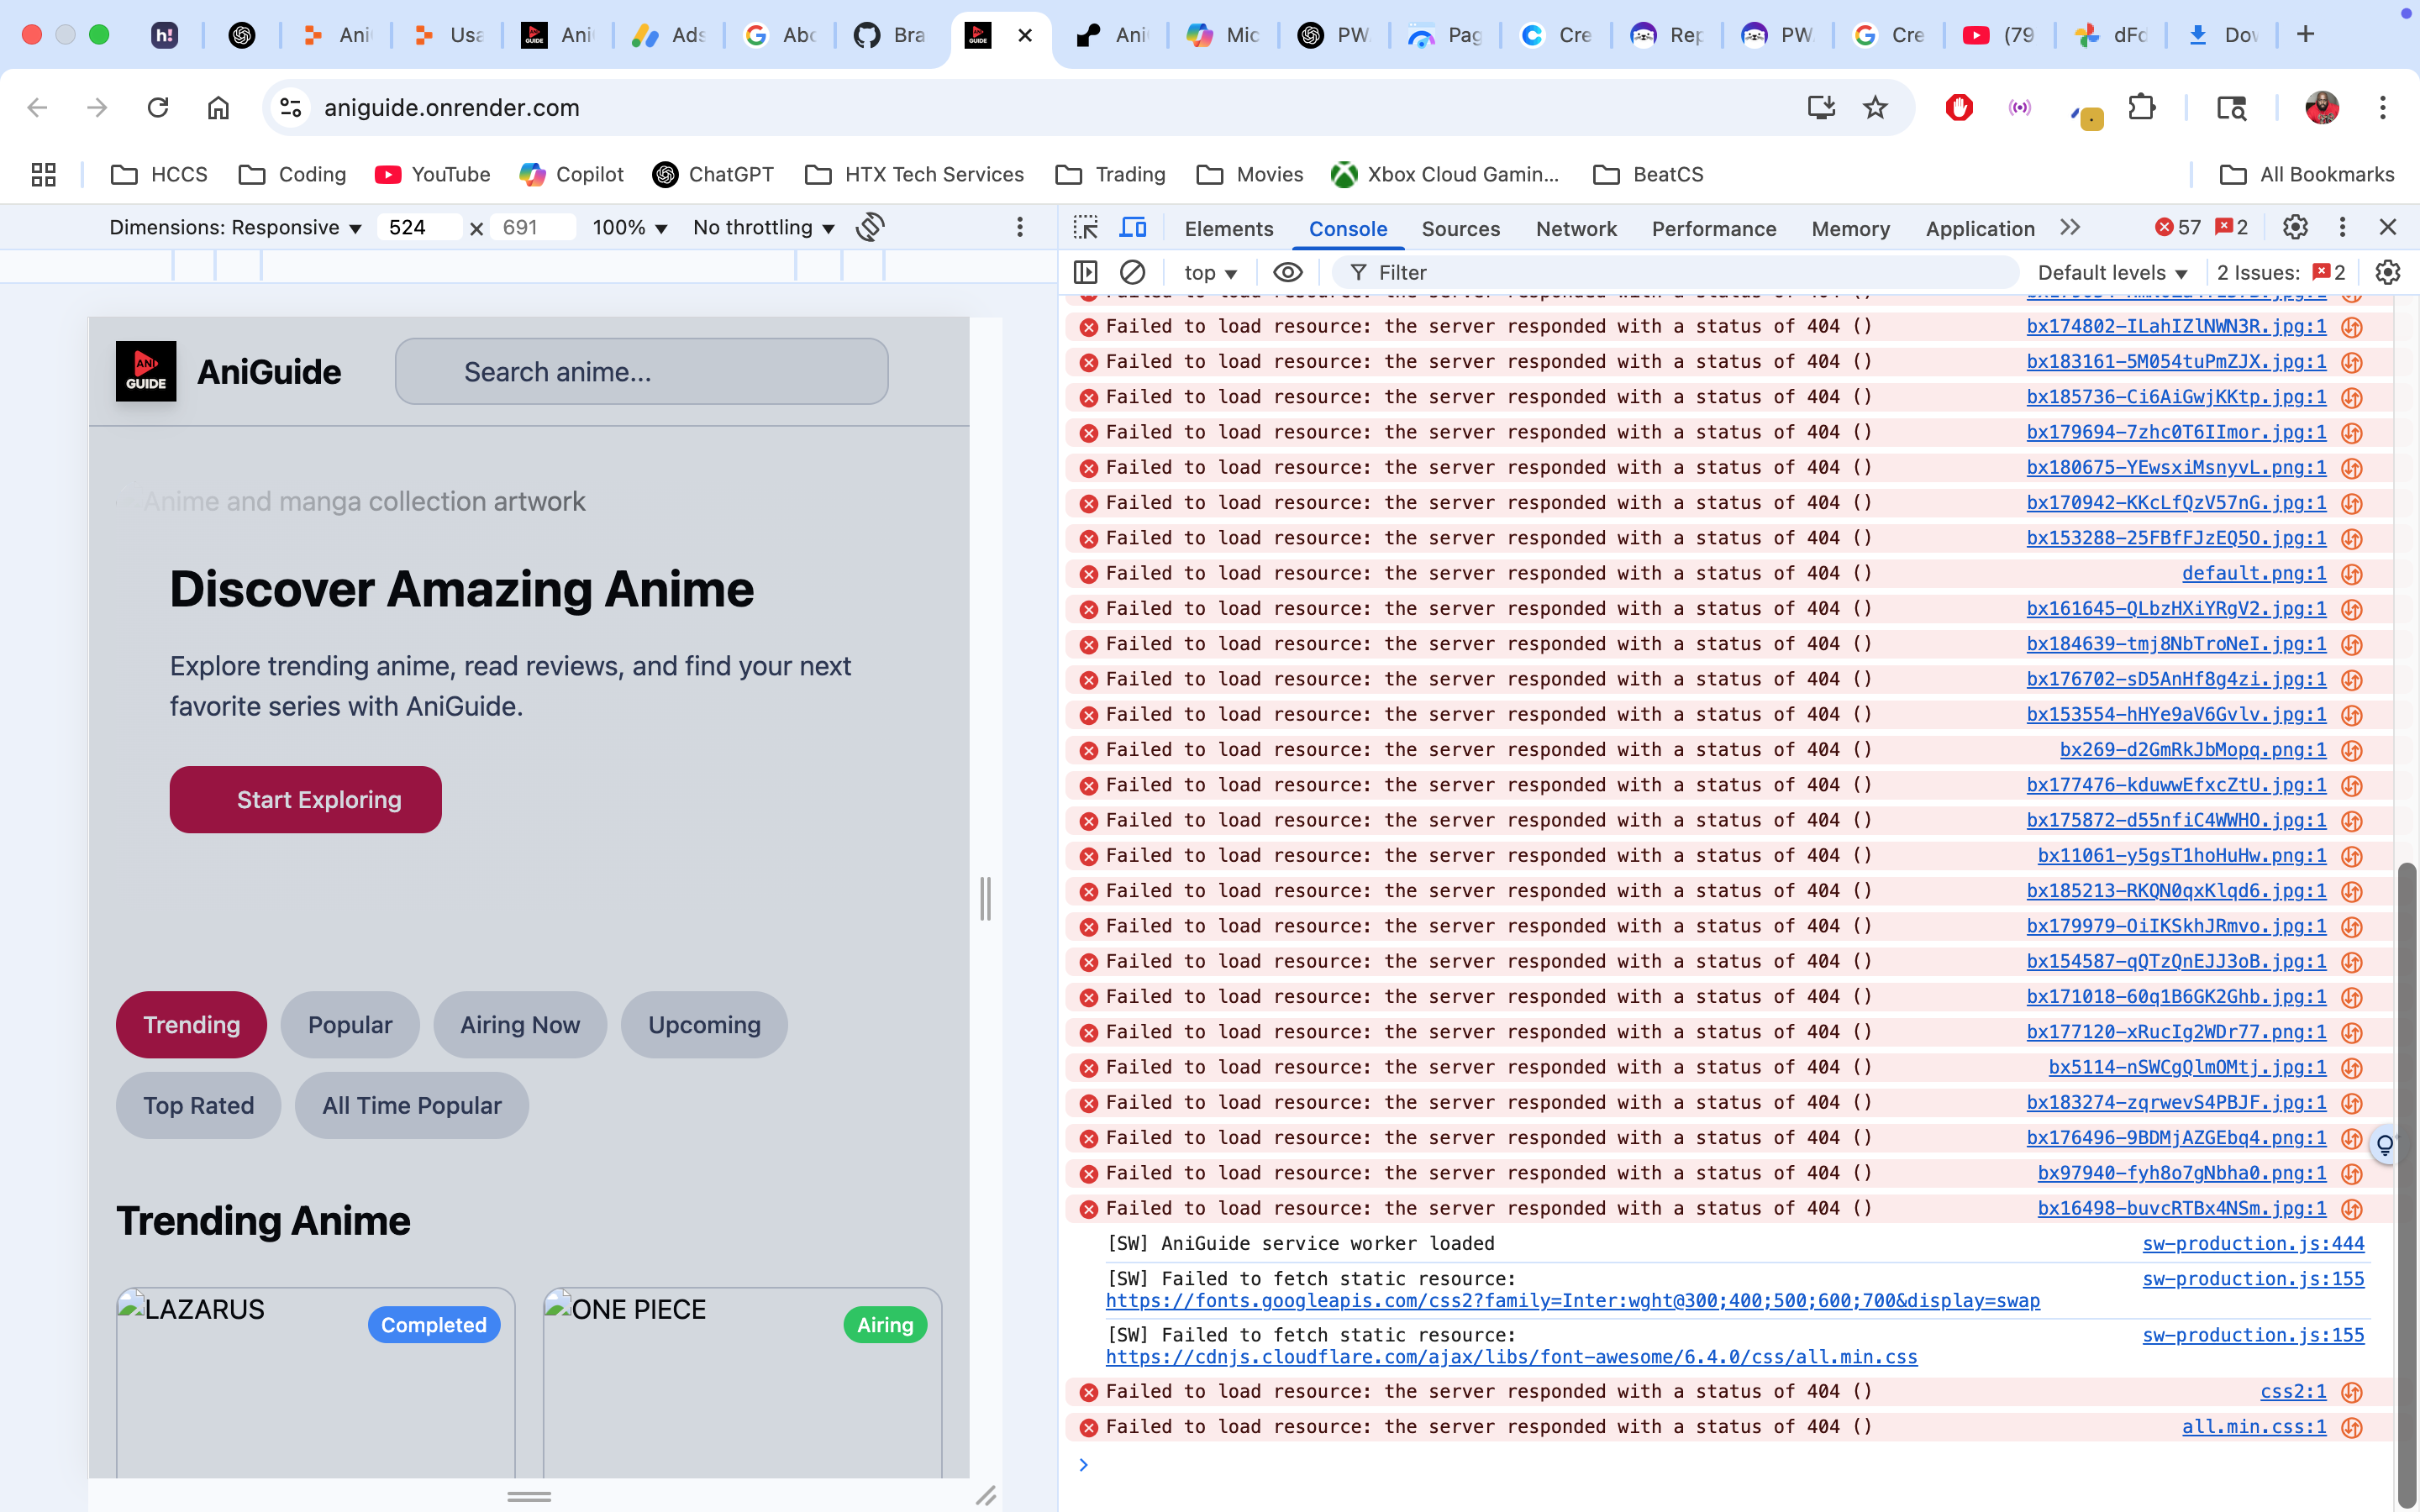 h!
Ani
Usa
GUIDE
Ani
Ads
Abo
Bra
GUIDE
Ani
Mic
PW
Pag
Cre
Rep
PW
Cre
(79
dFc
Dow
aniguide.onrender.com
HCCS
Coding
YouTube
Copilot
ChatGPT
HTX Tech Services
Trading
Movies
Xbox Cloud Gamin...
BeatCS
All Bookmarks
Dimensions: Responsive
524
x
691
100%
No throttling
Elements
Console
Sources
Network
Performance
Memory
Application
57
2
top
Filter
Default levels
2 Issues:
2
ANI
GUIDE
AniGuide
Search anime...
Anime and manga collection artwork
Discover Amazing Anime
Explore trending anime, read reviews, and find your next
favorite series with AniGuide.
Start Exploring
Trending
Popular
Airing Now
Upcoming
Top Rated
All Time Popular
Trending Anime
LAZARUS
Completed
ONE PIECE
Airing
Failed to load resource: the server responded with a status of 404 () bx174802-ILahIZlNWN3R.jpg:1
Failed to load resource: the server responded with a status of 404 () bx183161-5M054tuPmZJX.jpg:1
Failed to load resource: the server responded with a status of 404 () bx185736-Ci6AiGwjKKtp.jpg:1
Failed to load resource: the server responded with a status of 404 () bx179694-7zhc0T6IImor.jpg:1
Failed to load resource: the server responded with a status of 404 () bx180675-YEwsxiMsnyvL.png:1
Failed to load resource: the server responded with a status of 404 () bx170942-KKcLfQzV57nG.jpg:1
Failed to load resource: the server responded with a status of 404 () bx153288-25FBfFJzEQ5O.jpg:1
Failed to load resource: the server responded with a status of 404 () default.png:1
Failed to load resource: the server responded with a status of 404 () bx161645-QLbzHXiYRgV2.jpg:1
Failed to load resource: the server responded with a status of 404 () bx184639-tmj8NbTroNeI.jpg:1
Failed to load resource: the server responded with a status of 404 () bx176702-sD5AnHf8g4zi.jpg:1
Failed to load resource: the server responded with a status of 404 () bx153554-hHYe9aV6Gvlv.jpg:1
Failed to load resource: the server responded with a status of 404 () bx269-d2GmRkJbMopq.png:1
Failed to load resource: the server responded with a status of 404 () bx177476-kduwwEfxcZtU.jpg:1
Failed to load resource: the server responded with a status of 404 () bx175872-d55nfiC4WWHO.jpg:1
Failed to load resource: the server responded with a status of 404 () bx11061-y5gsT1hoHuHw.png:1
Failed to load resource: the server responded with a status of 404 () bx185213-RKQN0qxKlqd6.jpg:1
Failed to load resource: the server responded with a status of 404 () bx179979-OiIKSkhJRmvo.jpg:1
Failed to load resource: the server responded with a status of 404 () bx154587-qQTzQnEJJ3oB.jpg:1
Failed to load resource: the server responded with a status of 404 () bx171018-60q1B6GK2Ghb.jpg:1
Failed to load resource: the server responded with a status of 404 () bx177120-xRucIg2WDr77.png:1
Failed to load resource: the server responded with a status of 404 () bx5114-nSWCgQlmOMtj.jpg:1
Failed to load resource: the server responded with a status of 404 () bx183274-zqrwevS4PBJF.jpg:1
Failed to load resource: the server responded with a status of 404 () bx176496-9BDMjAZGEbq4.png:1
Failed to load resource: the server responded with a status of 404 () bx97940-fyh8o7gNbha0.png:1
Failed to load resource: the server responded with a status of 404 () bx16498-buvcRTBx4NSm.jpg:1
[SW] AniGuide service worker loaded sw-production.js:444
[SW] Failed to fetch static resource: sw-production.js:155
https://fonts.googleapis.com/css2?family=Inter:wght@300;400;500;600;700&display=swap
[SW] Failed to fetch static resource: sw-production.js:155
https://cdnjs.cloudflare.com/ajax/libs/font-awesome/6.4.0/css/all.min.css
Failed to load resource: the server responded with a status of 404 () css2:1
Failed to load resource: the server responded with a status of 404 () all.min.css:1